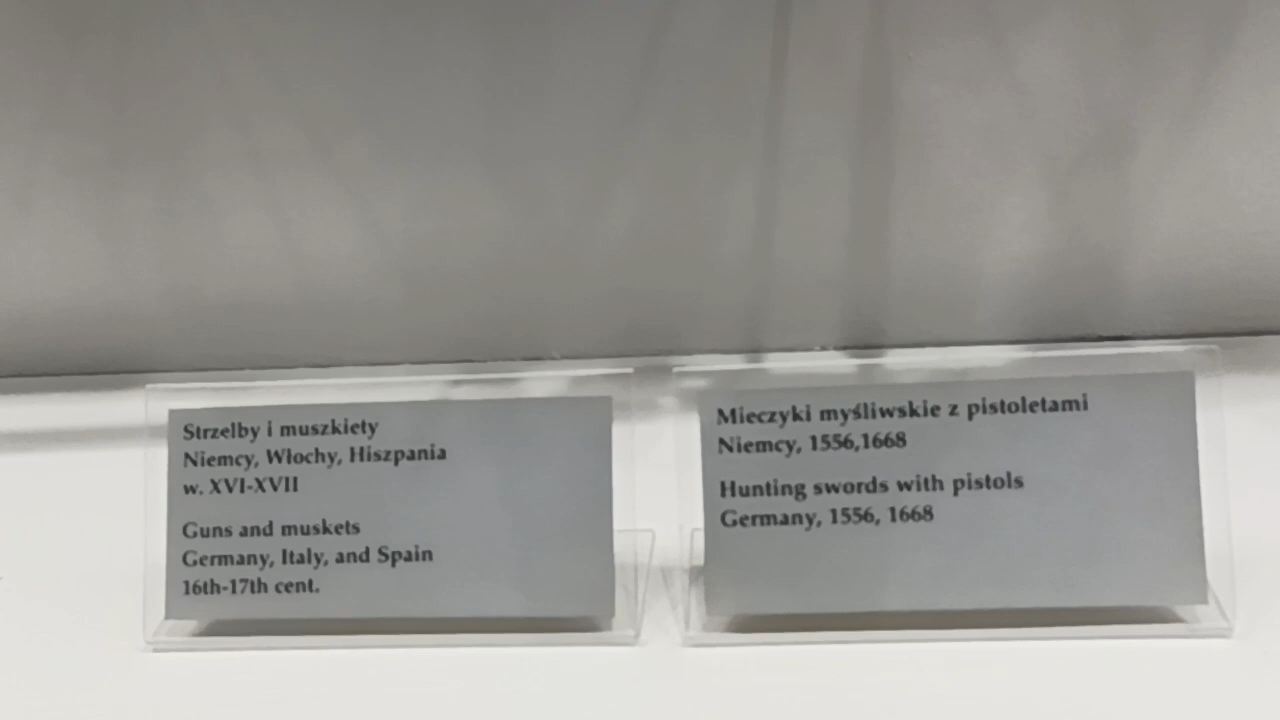 Strzelby i muszkiety
Niemcy, Włochy, Hiszpania
w. XVI-XVII
Guns and muskets
Germany, Italy, and Spain
16th-17th cent.
Mieczyki myśliwskie z pistoletami
Niemcy, 1556,1668
Hunting swords with pistols
Germany, 1556, 1668